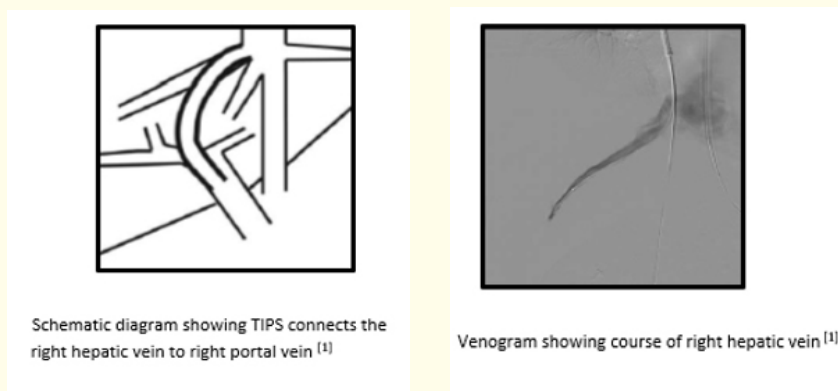 Schematic diagram showing TIPS connects the
right hepatic vein to right portal vein [1]
Venogram showing course of right hepatic vein [1]